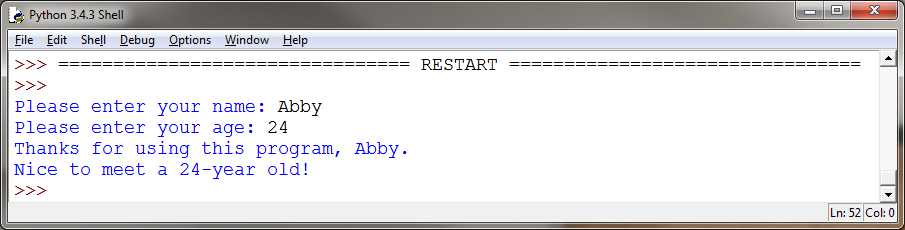 Python 3.4.3 Shell
File Edit Shell Debug Options Window Help
>>> ================================ RESTART ================================
>>>
Please enter your name: Abby
Please enter your age: 24
Thanks for using this program, Abby.
Nice to meet a 24-year old!
>>>
Ln: 52 Col: 0